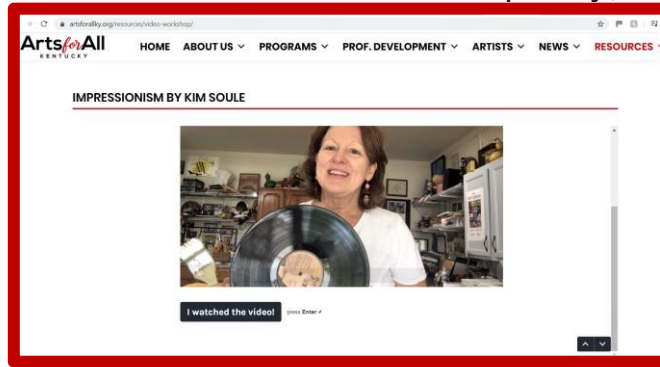 artsforallky.org/resources/video-workshop/
Arts for All
KENTUCKY
HOME ABOUT US PROGRAMS PROF. DEVELOPMENT ARTISTS NEWS RESOURCES
IMPRESSIONISM BY KIM SOULE
I watched the video! press Enter